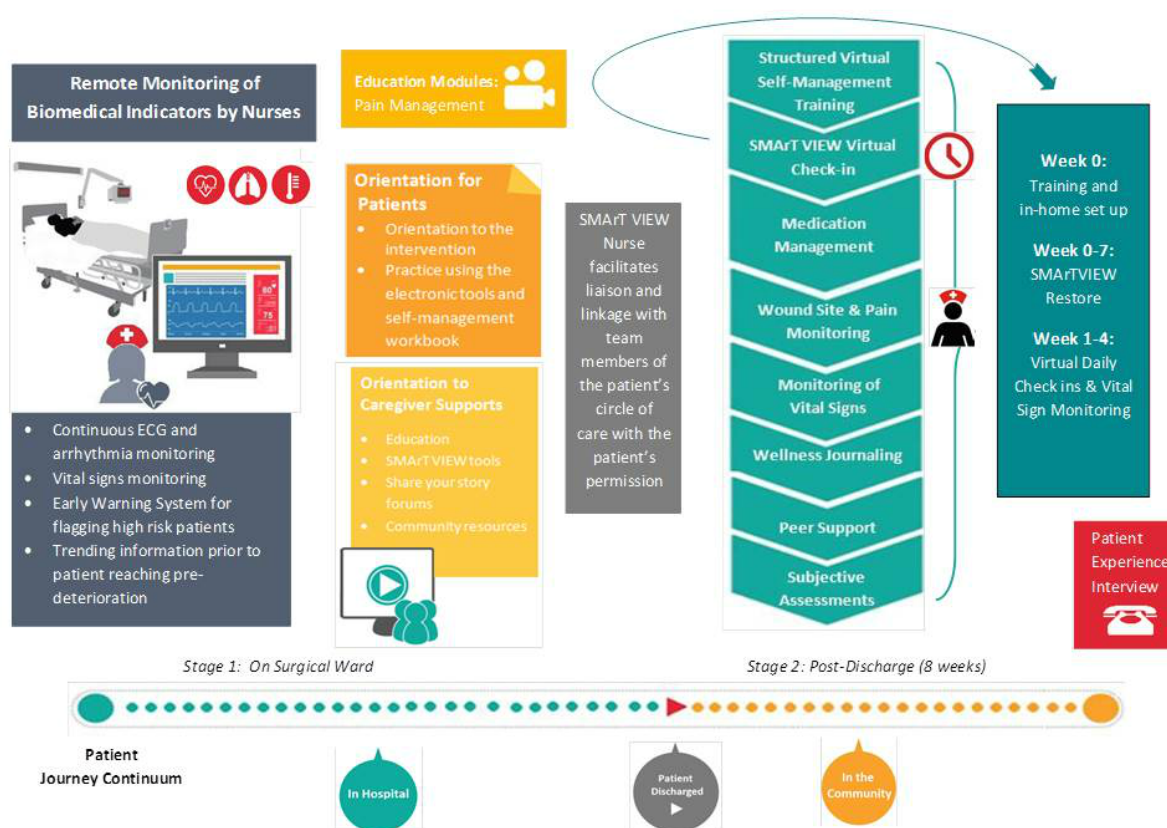 Remote Monitoring of
Biomedical Indicators by Nurses
80
75
• Continuous ECG and
arrhythmia monitoring
• Vital signs monitoring
• Early Warning System for
flagging high risk patients
• Trending information prior to
patient reaching pre-
deterioration
Education Modules:
Pain Management
Orientation for
Patients
• Orientation to the
intervention
• Practice using the
electronic tools and
self-management
workbook
Orientation to
Caregiver Supports
• Education
• SMArT VIEW tools
• Share your story
forums
• Community resources
SMArT VIEW
Nurse
facilitates
liaison and
linkage with
team
members of
the patient's
circle of
care with the
patient's
permission
Structured Virtual
Self-Management
Training
SMArT VIEW Virtual
Check-in
Medication
Management
Wound Site & Pain
Monitoring
Monitoring of
Vital Signs
Wellness Journaling
Peer Support
Subjective
Assessments
Week 0:
Training and
in-home set up
Week 0-7:
SMArTVIEW
Restore
Week 1-4:
Virtual Daily
Check ins & Vital
Sign Monitoring
Patient
Experience
Interview
Stage 1: On Surgical Ward
Stage 2: Post-Discharge (8 weeks)
Patient
Journey Continuum
In Hospital
Patient
Discharged
In the
Community